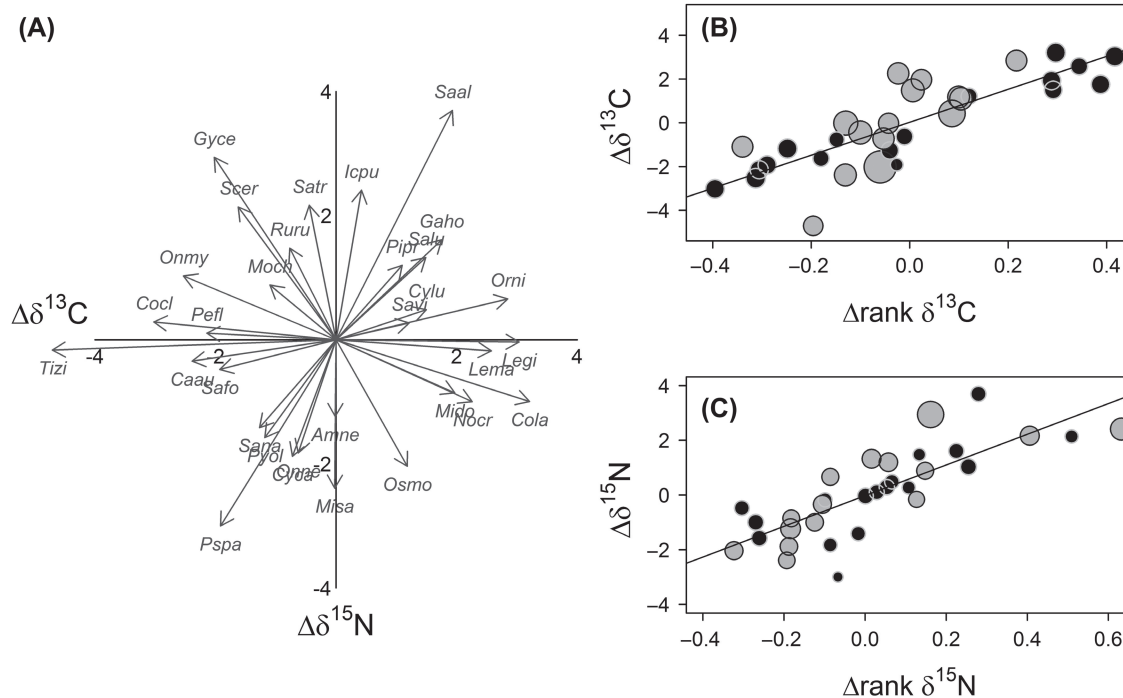 (A)
4
Saal
Gyce
Icpu
Scer
Satr
2
Gaho
Ruru
Salu
Pipr
Onmy
Moch
Orni
Cylu
Cocl
Savi
Δδ¹³C
Pefl
-4
-2
2
4
Tizi
Legi
Lema
Caau
Safo
Mido
Nocr
Cola
Amne
Sana
Pyol
Onne
Cyca
-2
Osmo
Misa
Pspa
-4
Δδ¹⁵N
(B)
4
2
0
−2
−4
Δδ¹³C
−0.4 −0.2 0.0 0.2 0.4
Δrank δ¹³C
(C)
4
2
0
−2
−4
Δδ¹⁵N
−0.4 −0.2 0.0 0.2 0.4 0.6
Δrank δ¹⁵N